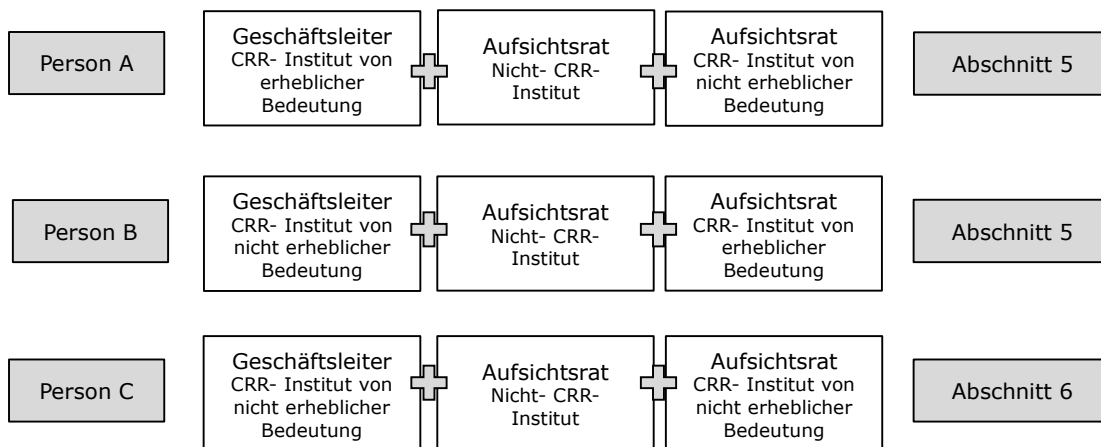 Person A
Geschäftsleiter
CRR- Institut von
erheblicher
Bedeutung)
Aufsichtsrat
Nicht- CRR-
Institut
Aufsichtsrat
CRR- Institut von
nicht erheblicher
Bedeutung)
Abschnitt 5
Person B
Geschäftsleiter
CRR- Institut von
nicht erheblicher
Bedeutung)
Aufsichtsrat
Nicht- CRR-
Institut
Aufsichtsrat
CRR- Institut von
erheblicher
Bedeutung)
Abschnitt 5
Person C
Geschäftsleiter
CRR- Institut von
nicht erheblicher
Bedeutung)
Aufsichtsrat
Nicht- CRR-
Institut
Aufsichtsrat
CRR- Institut von
nicht erheblicher
Bedeutung)
Abschnitt 6